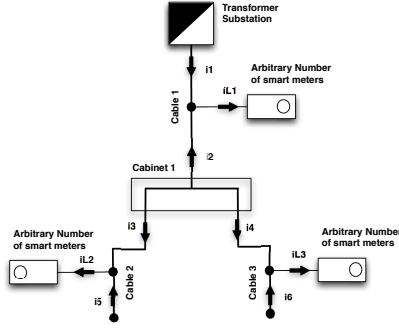 Transformer
Substation
i1
Arbitrary Number
of smart meters
iL1
Cable 1
i2
Cabinet 1
i3
i4
Arbitrary Number
of smart meters
Arbitrary Number
of smart meters
iL2
iL3
Cable 2
Cable 3
i5
i6